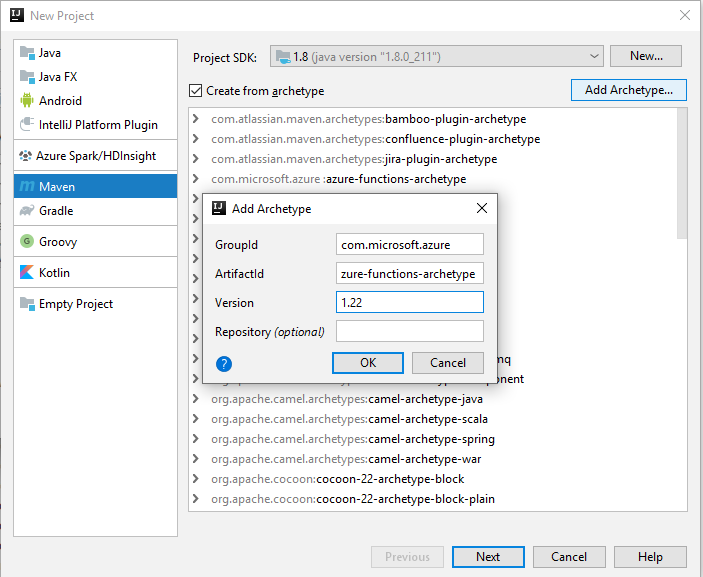 New Project
Java
Java FX
Android
IntelliJ Platform Plugin
Azure Spark/HDInsight
Maven
Gradle
Groovy
Kotlin
Empty Project
Project SDK: 1.8 (java version "1.8.0_211") New...
Create from archetype Add Archetype...
com.atlassian.maven.archetypes:bamboo-plugin-archetype
com.atlassian.maven.archetypes:confluence-plugin-archetype
com.atlassian.maven.archetypes:jira-plugin-archetype
com.microsoft.azure :azure-functions-archetype
Add Archetype
GroupId com.microsoft.azure
ArtifactId zure-functions-archetype
Version 1.22
Repository (optional)
? OK Cancel
mq
org.apache.camel.archetypes:camel-archetype-java
org.apache.camel.archetypes:camel-archetype-scala
org.apache.camel.archetypes:camel-archetype-spring
org.apache.camel.archetypes:camel-archetype-war
org.apache.cocoon:cocoon-22-archetype-block
org.apache.cocoon:cocoon-22-archetype-block-plain
Previous Next Cancel Help